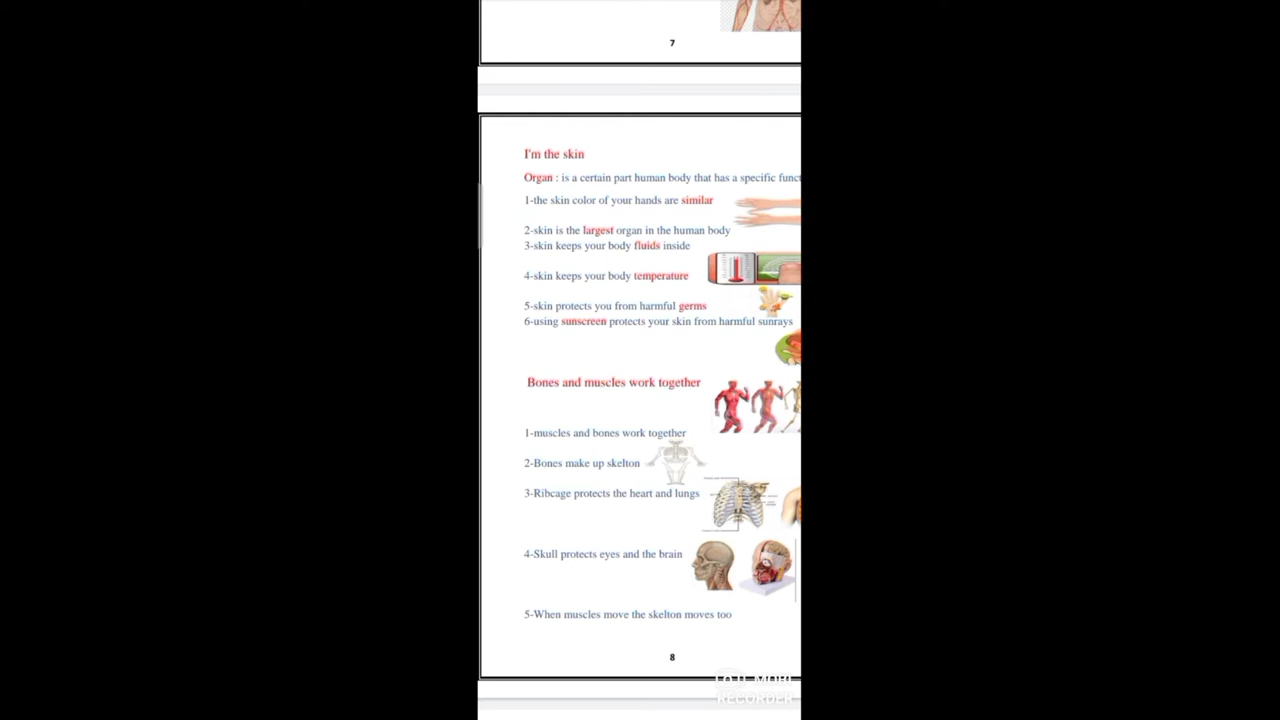 7
I'm the skin
Organ : is a certain part human body that has a specific funct
1-the skin color of your hands are similar
2-skin is the largest organ in the human body
3-skin keeps your body fluids inside
4-skin keeps your body temperature
5-skin protects you from harmful germs
6-using sunscreen protects your skin from harmful sunrays
Bones and muscles work together
1-muscles and bones work together
2-Bones make up skelton
3-Ribcage protects the heart and lungs
4-Skull protects eyes and the brain
5-When muscles move the skelton moves too
8
RECORDER